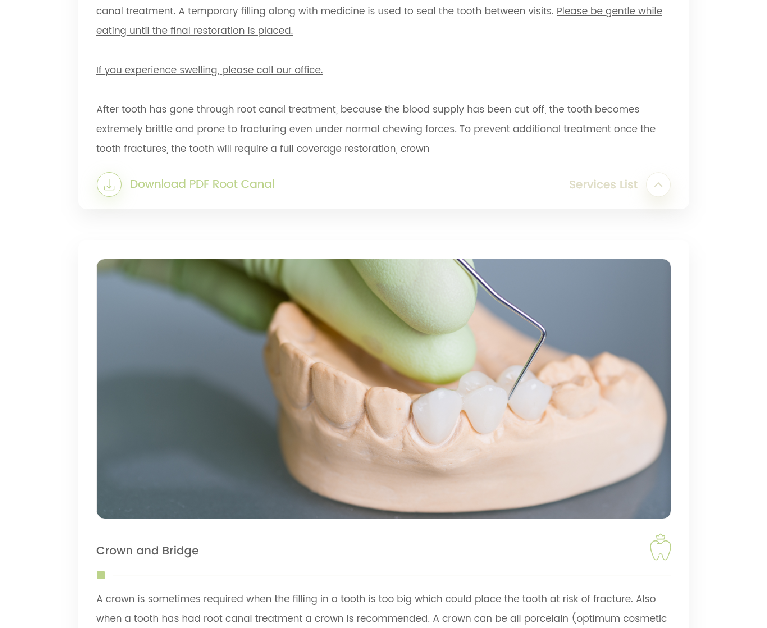 canal treatment. A temporary filling along with medicine is used to seal the tooth between visits. Please be gentle while
eating until the final restoration is placed.
If you experience swelling, please call our office.
After tooth has gone through root canal treatment, because the blood supply has been cut off, the tooth becomes
extremely brittle and prone to fracturing even under normal chewing forces. To prevent additional treatment once the
tooth fractures, the tooth will require a full coverage restoration, crown
Download PDF Root Canal
Services List
Crown and Bridge
A crown is sometimes required when the filling in a tooth is too big which could place the tooth at risk of fracture. Also
when a tooth has had root canal treatment a crown is recommended. A crown can be all porcelain (optimum cosmetic